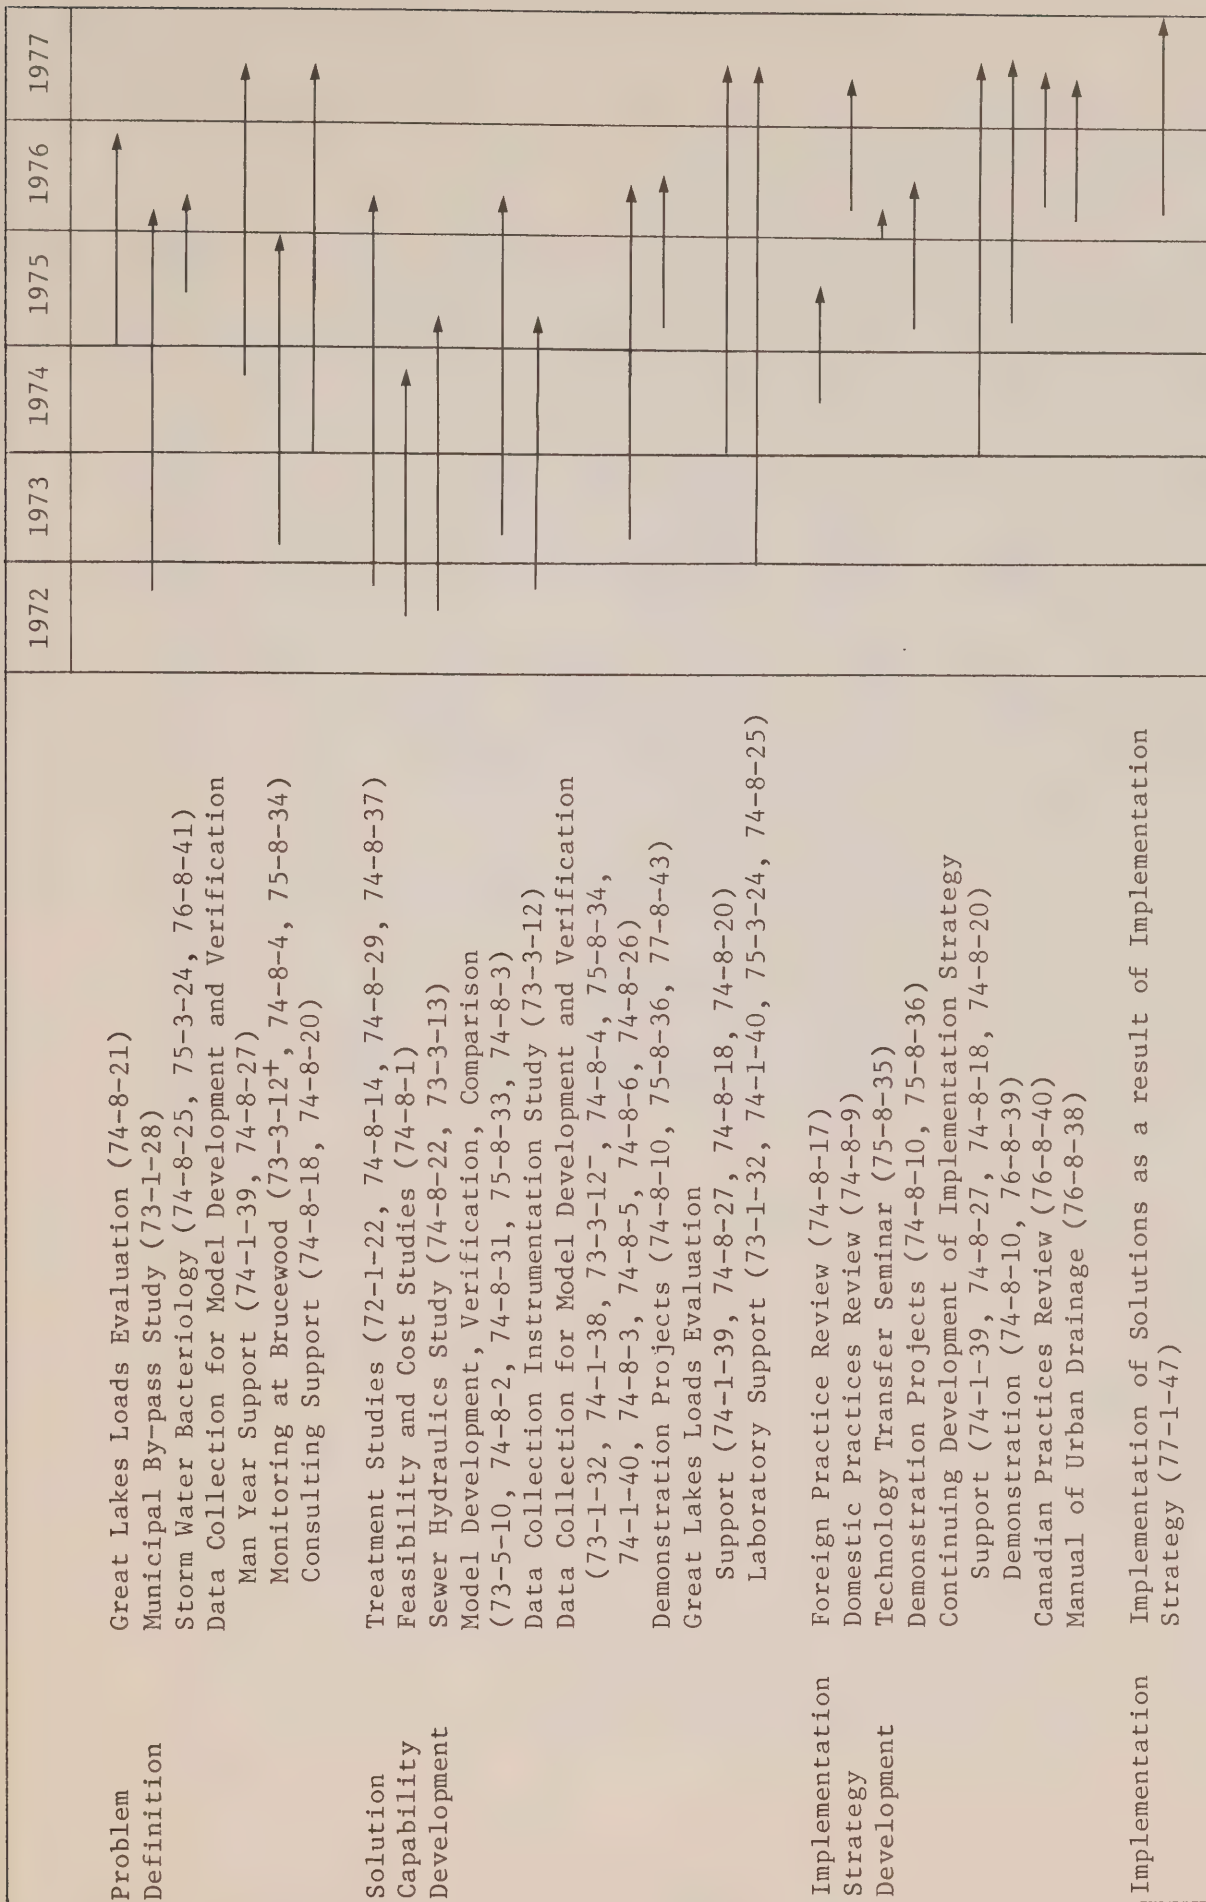 1972 1973 1974 1975 1976 1977
Problem
Definition
Great Lakes Loads Evaluation (74-8-21)
Municipal By-pass Study (73-1-28)
Storm Water Bacteriology (74-8-25, 75-3-24, 76-8-41)
Data Collection for Model Development and Verification
Man Year Support (74-1-39, 74-8-27)
Monitoring at Brucewood (73-3-12+, 74-8-4, 75-8-34)
Consulting Support (74-8-18, 74-8-20)
Solution
Capability
Development
Treatment Studies (72-1-22, 74-8-14, 74-8-29, 74-8-37)
Feasibility and Cost Studies (74-8-1)
Sewer Hydraulics Study (74-8-22, 73-3-13)
Model Development, Verification, Comparison
(73-5-10, 74-8-2, 74-8-31, 75-8-33, 74-8-3)
Data Collection Instrumentation Study (73-3-12)
Data Collection for Model Development and Verification
(73-1-32, 74-1-38, 73-3-12-, 74-8-4, 75-8-34,
74-1-40, 74-8-3, 74-8-5, 74-8-6, 74-8-26)
Demonstration Projects (74-8-10, 75-8-36, 77-8-43)
Great Lakes Loads Evaluation
Support (74-1-39, 74-8-27, 74-8-18, 74-8-20)
Laboratory Support (73-1-32, 74-1-40, 75-3-24, 74-8-25)
Implementation
Strategy
Development
Foreign Practice Review (74-8-17)
Domestic Practices Review (74-8-9)
Technology Transfer Seminar (75-8-35)
Demonstration Projects (74-8-10, 75-8-36)
Continuing Development of Implementation Strategy
Support (74-1-39, 74-8-27, 74-8-18, 74-8-20)
Demonstration (74-8-10, 76-8-39)
Canadian Practices Review (76-8-40)
Manual of Urban Drainage (76-8-38)
Implementation
Implementation of Solutions as a result of Implementation
Strategy (77-1-47)